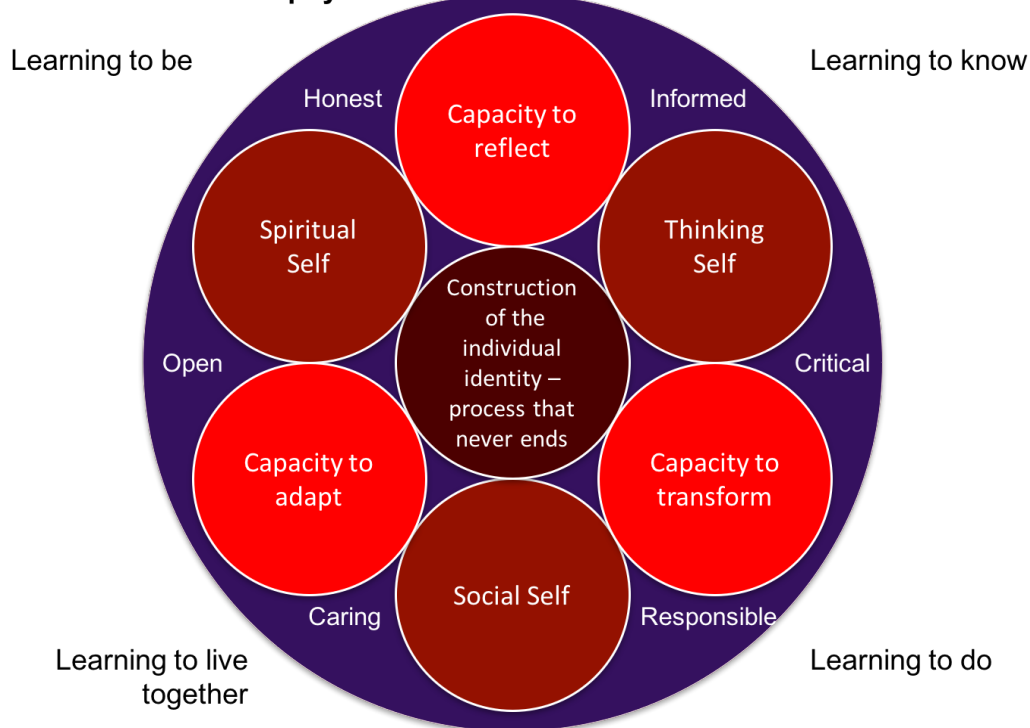 Learning to be
Learning to know
Honest
Informed
Capacity to
reflect
Spiritual
Self
Thinking
Self
Construction
of the
individual
identity –
process that
never ends
Open
Critical
Capacity to
adapt
Capacity to
transform
Social Self
Caring
Responsible
Learning to live
together
Learning to do